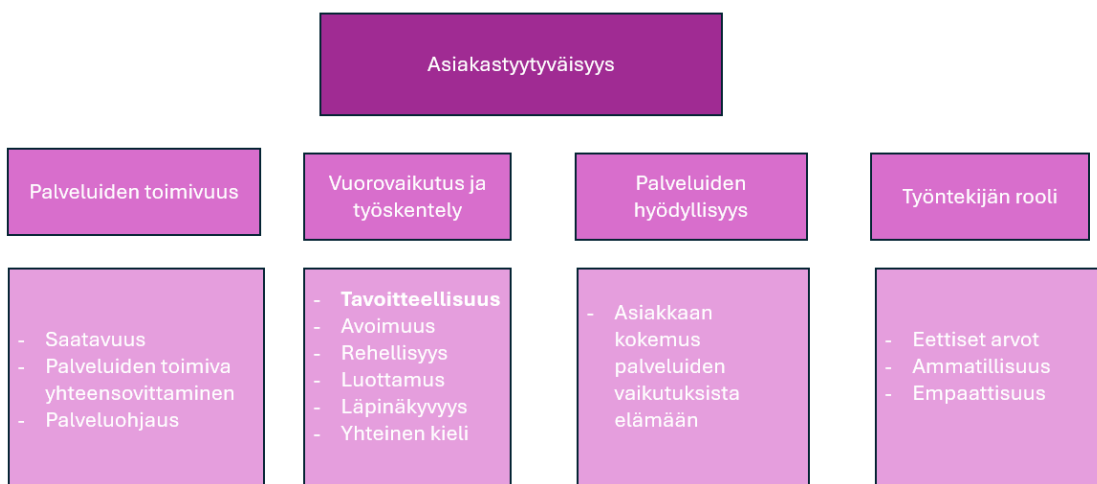 Asiakastyytyväisyys
Palveluiden toimivuus
Vuorovaikutus ja
työskentely
Palveluiden
hyödyllisyys
Työntekijän rooli
- Saatavuus
- Palveluiden toimiva
yhteensovittaminen
- Palveluohjaus
- Tavoitteellisuus
- Avoimuus
- Rehellisyys
- Luottamus
- Läpinäkyvyys
- Yhteinen kieli
- Asiakkaan
kokemus
palveluiden
vaikutuksista
elämään
- Eettiset arvot
- Ammatillisuus
- Empaattisuus